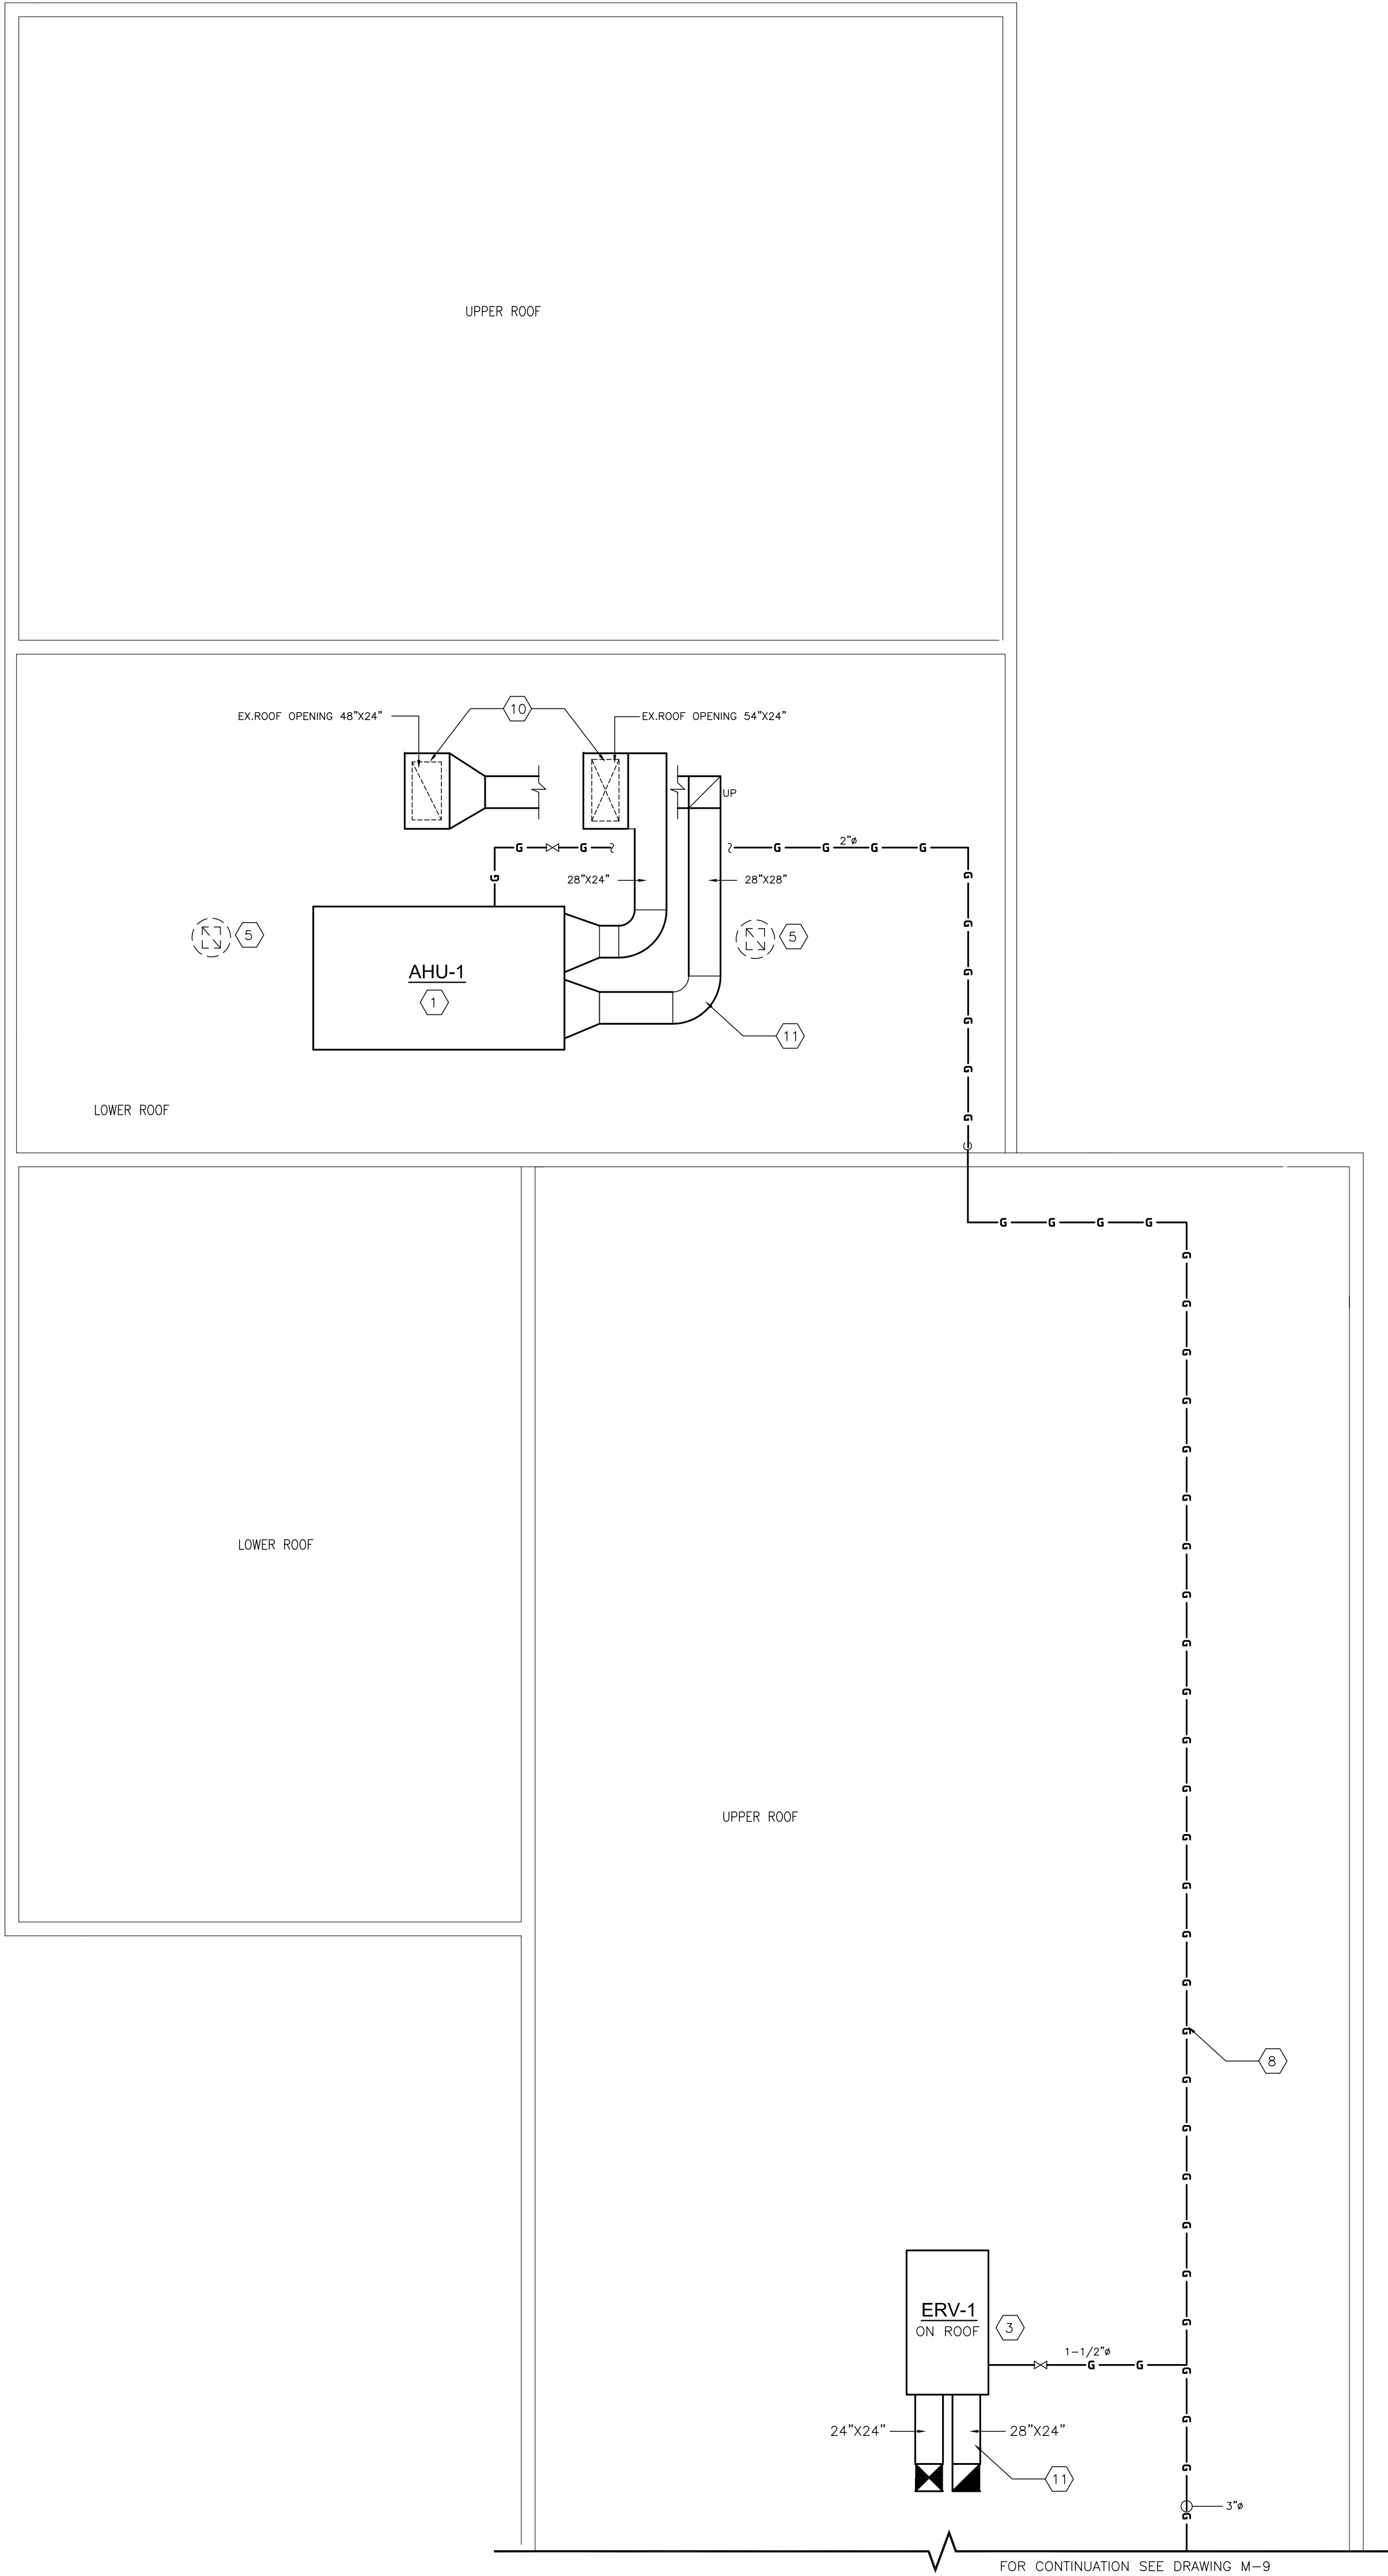 UPPER ROOF
10
EX.ROOF OPENING 48"X24"
EX.ROOF OPENING 54"X24"
UP
G G
G G G G
2"ø
G
28"X24"
28"X28"
G
G
5
5
G
AHU-1
1
G
11
G
G
LOWER ROOF
G
G G G G
G
G
G
G
G
G
LOWER ROOF
G
G
G
G
G
G
UPPER ROOF
G
G
G
G
G
8
G
G
G
G
G
ERV-1
ON ROOF
3
G
1-1/2"ø
G G
G
G
24"X24"
28"X24"
G
11
3"ø
G
FOR CONTINUATION SEE DRAWING M-9